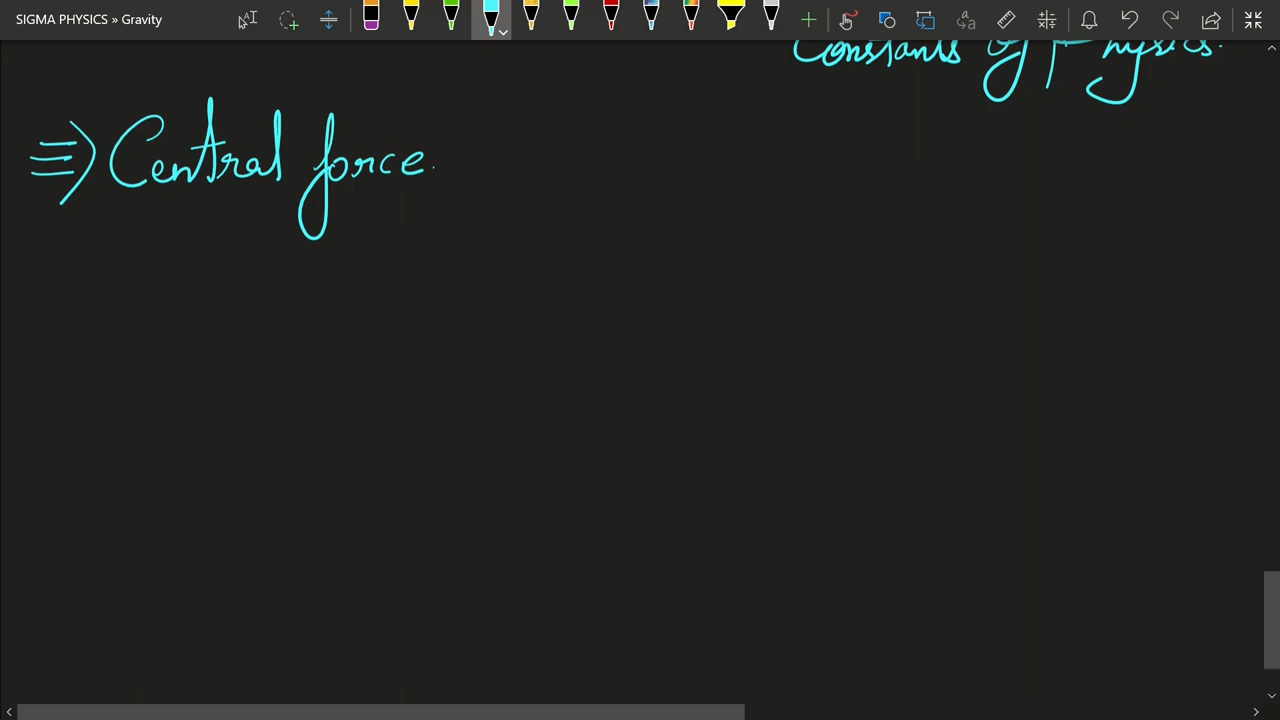 SIGMA PHYSICS » Gravity
Constants of Physics.
⇒ Central force.